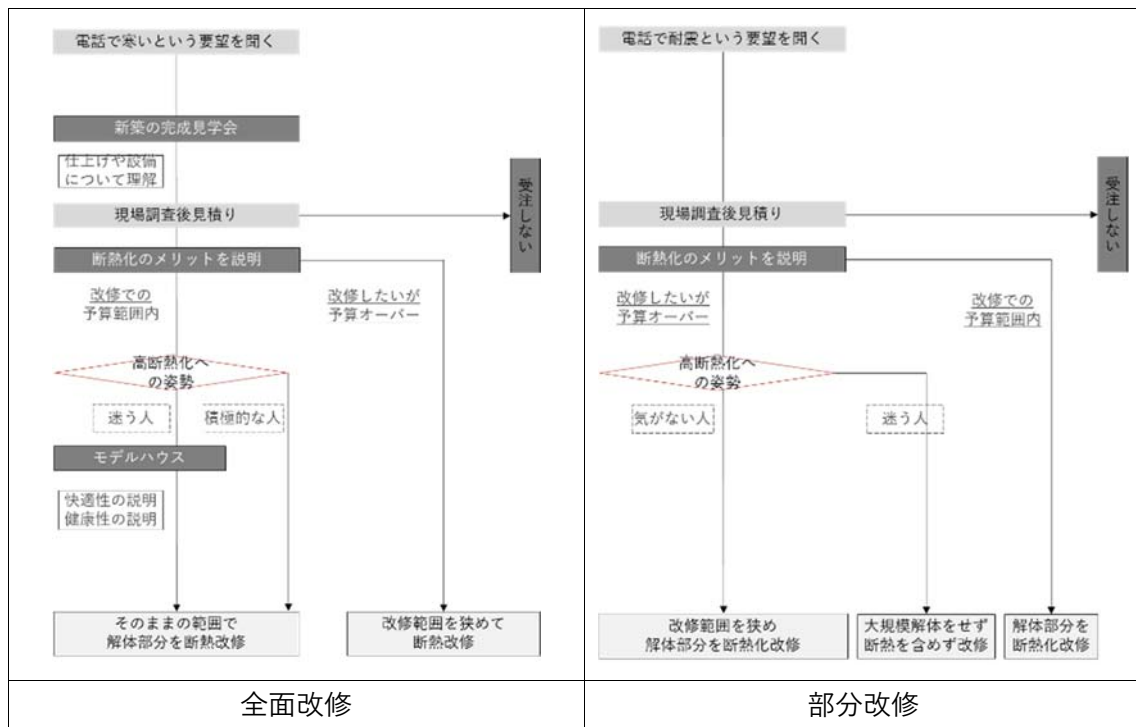 電話で寒いという要望を聞く
新築の完成見学会
仕上げや設備
について理解
現場調査後見積り
受注しない
断熱化のメリットを説明
改修での
予算範囲内
改修したいが
予算オーバー
高断熱化へ
の姿勢
迷う人
積極的な人
モデルハウス
快適性の説明
健康性の説明
そのままの範囲で
解体部分を断熱改修
改修範囲を狭めて
断熱改修
全面改修
電話で耐震という要望を聞く
現場調査後見積り
受注しない
断熱化のメリットを説明
改修したいが
予算オーバー
改修での
予算範囲内
高断熱化へ
の姿勢
気がない人
迷う人
改修範囲を狭め
解体部分を断熱化改修
大規模解体をせず
断熱を含めず改修
解体部分を
断熱化改修
部分改修